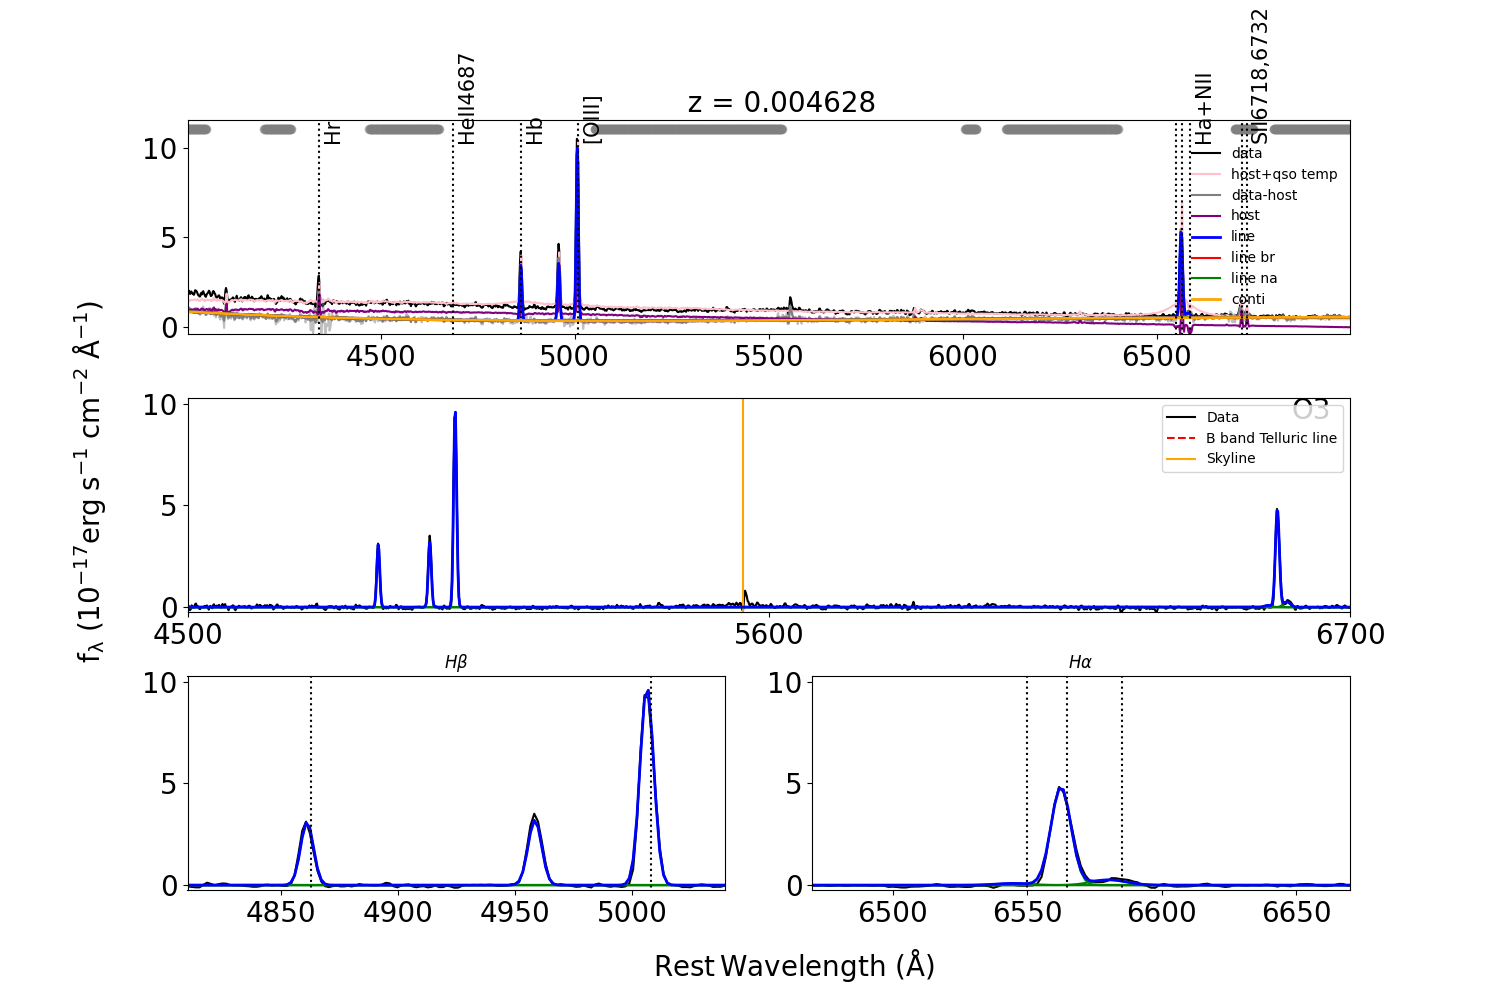 z = 0.004628
Hr
HeII4687
Hb
[OIII]
Ha+NII
SII6718,6732
10
5
0
data
host+qso temp
data-host
host
line
line br
line na
conti
4500 5000 5500 6000 6500
f_λ (10⁻¹⁷erg s⁻¹ cm⁻² Å⁻¹)
10
5
0
O3
Data
B band Telluric line
Skyline
4500 5600 6700
Hβ
10
5
0
4850 4900 4950 5000
Hα
10
5
0
6500 6550 6600 6650
Rest Wavelength (Å)